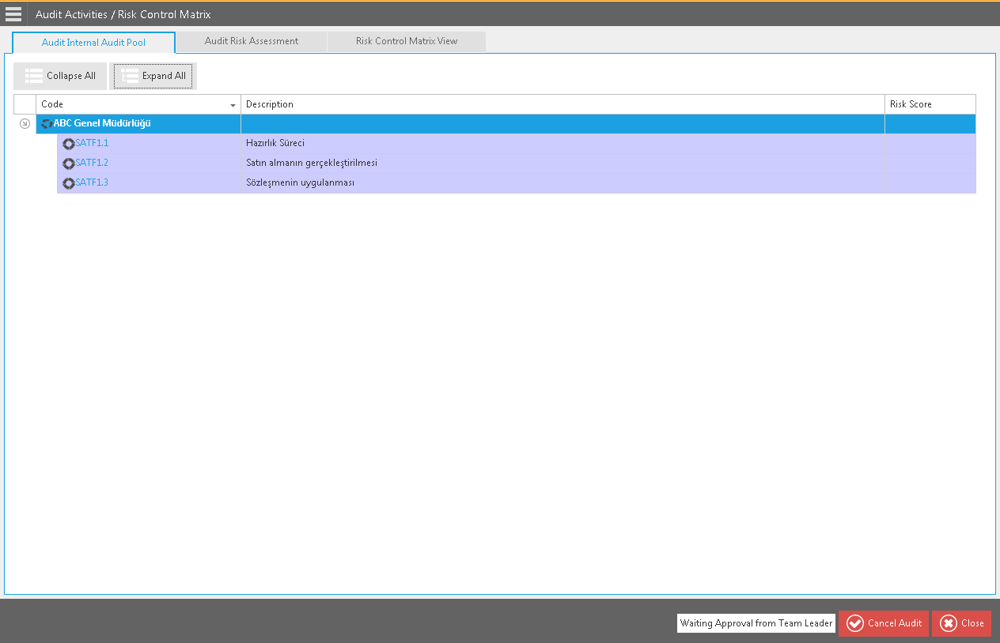 Audit Activities / Risk Control Matrix
Audit Internal Audit Pool Audit Risk Assessment Risk Control Matrix View
Collapse All Expand All
Code Description Risk Score
ABC Genel Müdürlüğü
SATF1.1 Hazırlık Süreci
SATF1.2 Satın almanın gerçekleştirilmesi
SATF1.3 Sözleşmenin uygulanması
Waiting Approval from Team Leader Cancel Audit Close